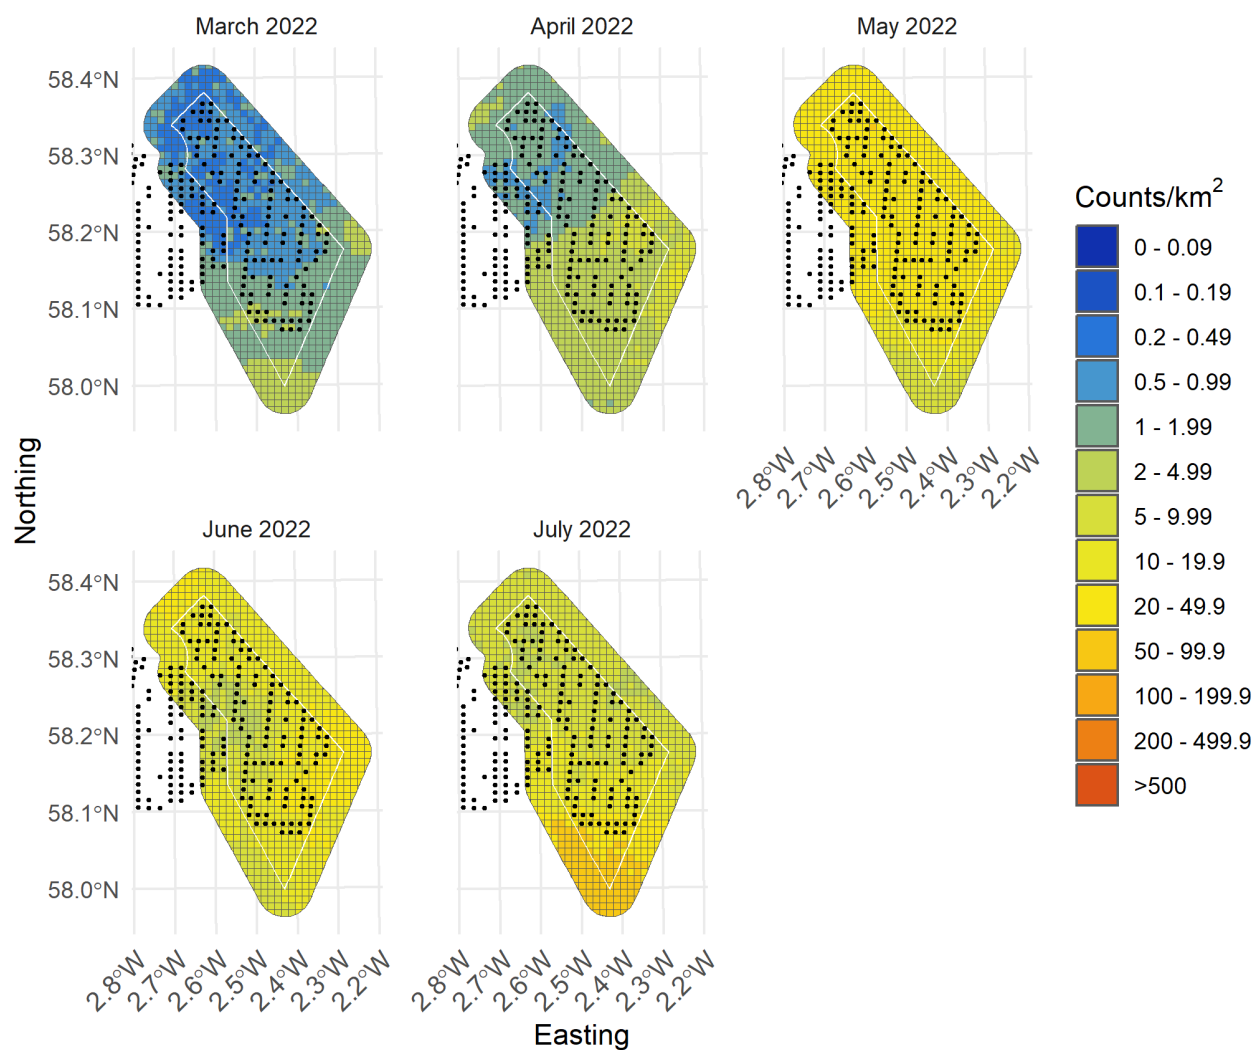 March 2022
April 2022
May 2022
58.4°N
58.3°N
58.2°N
58.1°N
58.0°N
2.8°W
2.7°W
2.6°W
2.5°W
2.4°W
2.3°W
2.2°W
Northing
June 2022
July 2022
58.4°N
58.3°N
58.2°N
58.1°N
58.0°N
2.8°W
2.7°W
2.6°W
2.5°W
2.4°W
2.3°W
2.2°W
2.8°W
2.7°W
2.6°W
2.5°W
2.4°W
2.3°W
2.2°W
Easting
Counts/km²
0 - 0.09
0.1 - 0.19
0.2 - 0.49
0.5 - 0.99
1 - 1.99
2 - 4.99
5 - 9.99
10 - 19.9
20 - 49.9
50 - 99.9
100 - 199.9
200 - 499.9
>500